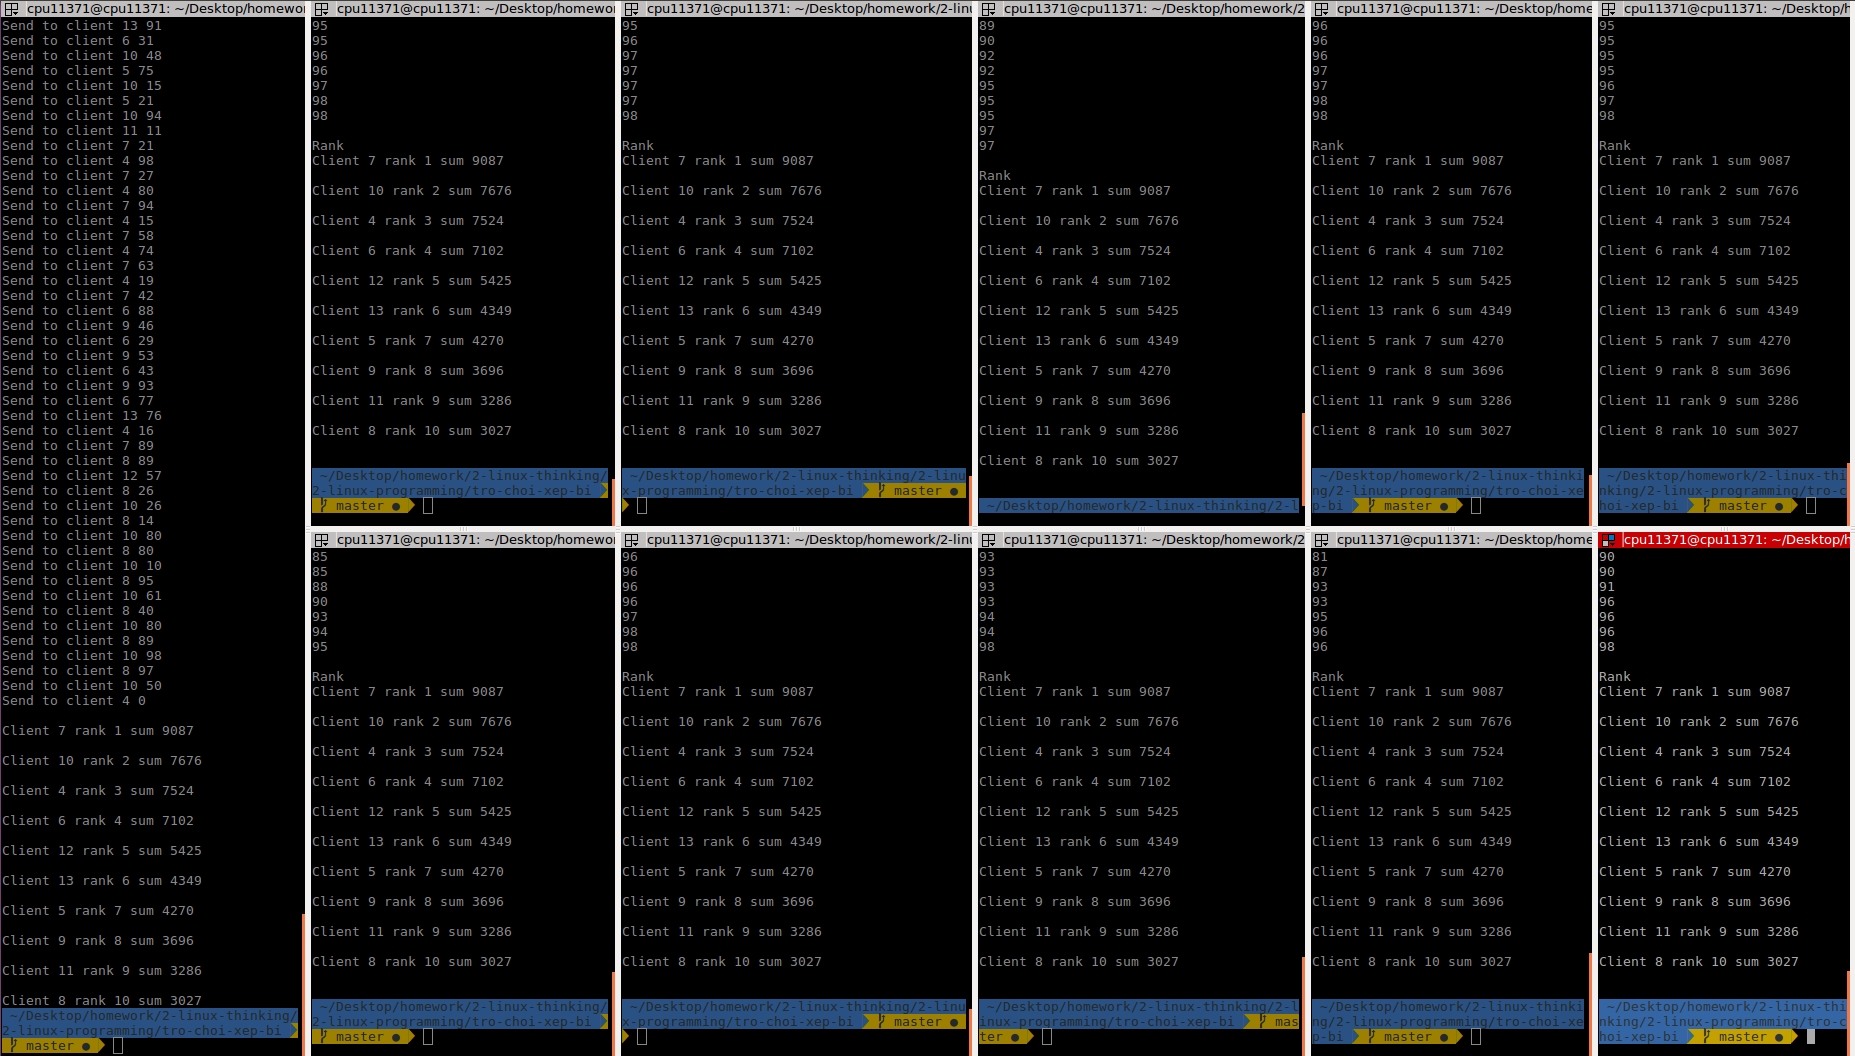 cpu11371@cpu11371: ~/Desktop/homewor
Send to client 13 91
Send to client 6 31
Send to client 10 48
Send to client 5 75
Send to client 10 15
Send to client 5 21
Send to client 10 94
Send to client 11 11
Send to client 7 21
Send to client 4 98
Send to client 7 27
Send to client 4 80
Send to client 7 94
Send to client 4 15
Send to client 7 58
Send to client 4 74
Send to client 7 63
Send to client 4 19
Send to client 7 42
Send to client 6 88
Send to client 9 46
Send to client 6 29
Send to client 9 53
Send to client 6 43
Send to client 9 93
Send to client 6 77
Send to client 13 76
Send to client 4 16
Send to client 7 89
Send to client 8 89
Send to client 12 57
Send to client 8 26
Send to client 10 26
Send to client 8 14
Send to client 10 80
Send to client 8 80
Send to client 10 10
Send to client 8 95
Send to client 10 61
Send to client 8 40
Send to client 10 80
Send to client 8 89
Send to client 10 98
Send to client 8 97
Send to client 10 50
Send to client 4 0
Client 7 rank 1 sum 9087
Client 10 rank 2 sum 7676
Client 4 rank 3 sum 7524
Client 6 rank 4 sum 7102
Client 12 rank 5 sum 5425
Client 13 rank 6 sum 4349
Client 5 rank 7 sum 4270
Client 9 rank 8 sum 3696
Client 11 rank 9 sum 3286
Client 8 rank 10 sum 3027
~/Desktop/homework/2-linux-thinking/
2-linux-programming/tro-choi-xep-bi
master ●
cpu11371@cpu11371: ~/Desktop/homewor
95
95
96
96
97
98
98
Rank
Client 7 rank 1 sum 9087
Client 10 rank 2 sum 7676
Client 4 rank 3 sum 7524
Client 6 rank 4 sum 7102
Client 12 rank 5 sum 5425
Client 13 rank 6 sum 4349
Client 5 rank 7 sum 4270
Client 9 rank 8 sum 3696
Client 11 rank 9 sum 3286
Client 8 rank 10 sum 3027
~/Desktop/homework/2-linux-thinking/
2-linux-programming/tro-choi-xep-bi
master ●
cpu11371@cpu11371: ~/Desktop/homework/2-linu
95
96
97
97
97
97
98
Rank
Client 7 rank 1 sum 9087
Client 10 rank 2 sum 7676
Client 4 rank 3 sum 7524
Client 6 rank 4 sum 7102
Client 12 rank 5 sum 5425
Client 13 rank 6 sum 4349
Client 5 rank 7 sum 4270
Client 9 rank 8 sum 3696
Client 11 rank 9 sum 3286
Client 8 rank 10 sum 3027
~/Desktop/homework/2-linux-thinking/2-linu
x-programming/tro-choi-xep-bi master ●
cpu11371@cpu11371: ~/Desktop/homework/2
89
90
92
92
95
95
95
97
97
Rank
Client 7 rank 1 sum 9087
Client 10 rank 2 sum 7676
Client 4 rank 3 sum 7524
Client 6 rank 4 sum 7102
Client 12 rank 5 sum 5425
Client 13 rank 6 sum 4349
Client 5 rank 7 sum 4270
Client 9 rank 8 sum 3696
Client 11 rank 9 sum 3286
Client 8 rank 10 sum 3027
~/Desktop/homework/2-linux-thinking/2-l
cpu11371@cpu11371: ~/Desktop/home
96
96
96
97
97
98
98
Rank
Client 7 rank 1 sum 9087
Client 10 rank 2 sum 7676
Client 4 rank 3 sum 7524
Client 6 rank 4 sum 7102
Client 12 rank 5 sum 5425
Client 13 rank 6 sum 4349
Client 5 rank 7 sum 4270
Client 9 rank 8 sum 3696
Client 11 rank 9 sum 3286
Client 8 rank 10 sum 3027
~/Desktop/homework/2-linux-thinki
ng/2-linux-programming/tro-choi-xe
p-bi master ●
cpu11371@cpu11371: ~/Desktop/h
95
95
95
95
96
97
98
Rank
Client 7 rank 1 sum 9087
Client 10 rank 2 sum 7676
Client 4 rank 3 sum 7524
Client 6 rank 4 sum 7102
Client 12 rank 5 sum 5425
Client 13 rank 6 sum 4349
Client 5 rank 7 sum 4270
Client 9 rank 8 sum 3696
Client 11 rank 9 sum 3286
Client 8 rank 10 sum 3027
~/Desktop/homework/2-linux-thi
nking/2-linux-programming/tro-c
hoi-xep-bi master ●
cpu11371@cpu11371: ~/Desktop/homewor
85
85
88
90
93
94
95
Rank
Client 7 rank 1 sum 9087
Client 10 rank 2 sum 7676
Client 4 rank 3 sum 7524
Client 6 rank 4 sum 7102
Client 12 rank 5 sum 5425
Client 13 rank 6 sum 4349
Client 5 rank 7 sum 4270
Client 9 rank 8 sum 3696
Client 11 rank 9 sum 3286
Client 8 rank 10 sum 3027
~/Desktop/homework/2-linux-thinking/
2-linux-programming/tro-choi-xep-bi
master ●
cpu11371@cpu11371: ~/Desktop/homework/2-linu
96
96
96
96
97
98
98
Rank
Client 7 rank 1 sum 9087
Client 10 rank 2 sum 7676
Client 4 rank 3 sum 7524
Client 6 rank 4 sum 7102
Client 12 rank 5 sum 5425
Client 13 rank 6 sum 4349
Client 5 rank 7 sum 4270
Client 9 rank 8 sum 3696
Client 11 rank 9 sum 3286
Client 8 rank 10 sum 3027
~/Desktop/homework/2-linux-thinking/2-linu
x-programming/tro-choi-xep-bi master ●
cpu11371@cpu11371: ~/Desktop/homework/2
93
93
93
93
94
94
98
Rank
Client 7 rank 1 sum 9087
Client 10 rank 2 sum 7676
Client 4 rank 3 sum 7524
Client 6 rank 4 sum 7102
Client 12 rank 5 sum 5425
Client 13 rank 6 sum 4349
Client 5 rank 7 sum 4270
Client 9 rank 8 sum 3696
Client 11 rank 9 sum 3286
Client 8 rank 10 sum 3027
~/Desktop/homework/2-linux-thinking/2-l
inux-programming/tro-choi-xep-bi mas
ter ●
cpu11371@cpu11371: ~/Desktop/home
81
87
93
93
95
96
96
Rank
Client 7 rank 1 sum 9087
Client 10 rank 2 sum 7676
Client 4 rank 3 sum 7524
Client 6 rank 4 sum 7102
Client 12 rank 5 sum 5425
Client 13 rank 6 sum 4349
Client 5 rank 7 sum 4270
Client 9 rank 8 sum 3696
Client 11 rank 9 sum 3286
Client 8 rank 10 sum 3027
~/Desktop/homework/2-linux-thinki
ng/2-linux-programming/tro-choi-xe
p-bi master ●
cpu11371@cpu11371: ~/Desktop/h
90
90
91
96
96
96
98
Rank
Client 7 rank 1 sum 9087
Client 10 rank 2 sum 7676
Client 4 rank 3 sum 7524
Client 6 rank 4 sum 7102
Client 12 rank 5 sum 5425
Client 13 rank 6 sum 4349
Client 5 rank 7 sum 4270
Client 9 rank 8 sum 3696
Client 11 rank 9 sum 3286
Client 8 rank 10 sum 3027
~/Desktop/homework/2-linux-thi
nking/2-linux-programming/tro-c
hoi-xep-bi master ●